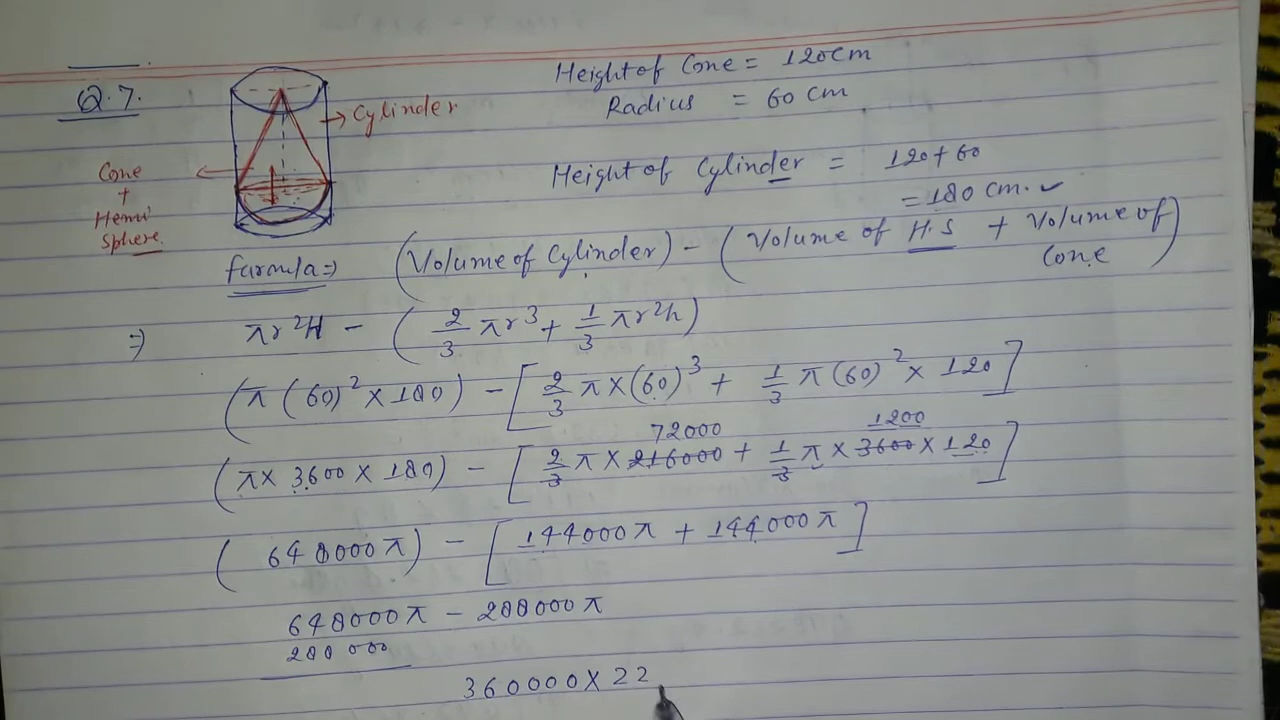 Q.7.
Cylinder
Cone
+
Hemi
Sphere
Height of Cone = 120 cm
Radius = 60 cm
Height of Cylinder = 120+60
= 180 cm. ✓
Farmula ⇒ (Volume of Cylinder) - (Volume of H.S + Volume of Cone)
⇒ πr²H - (2/3 πr³ + 1/3 πr²h)
(π (60)² × 180) - [2/3 π×(60)³ + 1/3 π(60)² × 120]
72000 1200
(π× 3600 × 180) - [2/3 π × 216000 + 1/3 π × 3600 × 120]
(648000π) - [144000π + 144000π]
648000π - 288000π
288000
360000 × 22